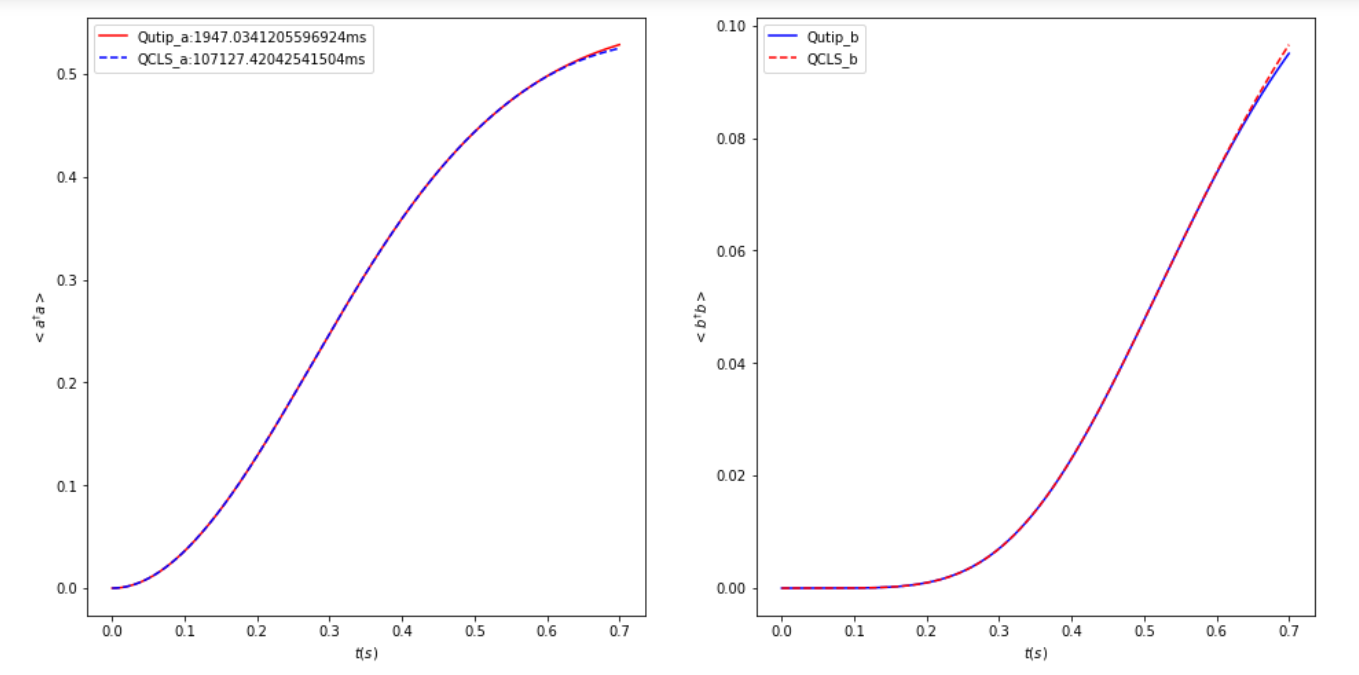 Qutip_a:1947.0341205596924ms
QCLS_a:107127.42042541504ms
0.5
0.4
0.3
0.2
0.1
0.0
< a†a >
0.0 0.1 0.2 0.3 0.4 0.5 0.6 0.7
t(s)
Qutip_b
QCLS_b
0.10
0.08
0.06
0.04
0.02
0.00
< b†b >
0.0 0.1 0.2 0.3 0.4 0.5 0.6 0.7
t(s)